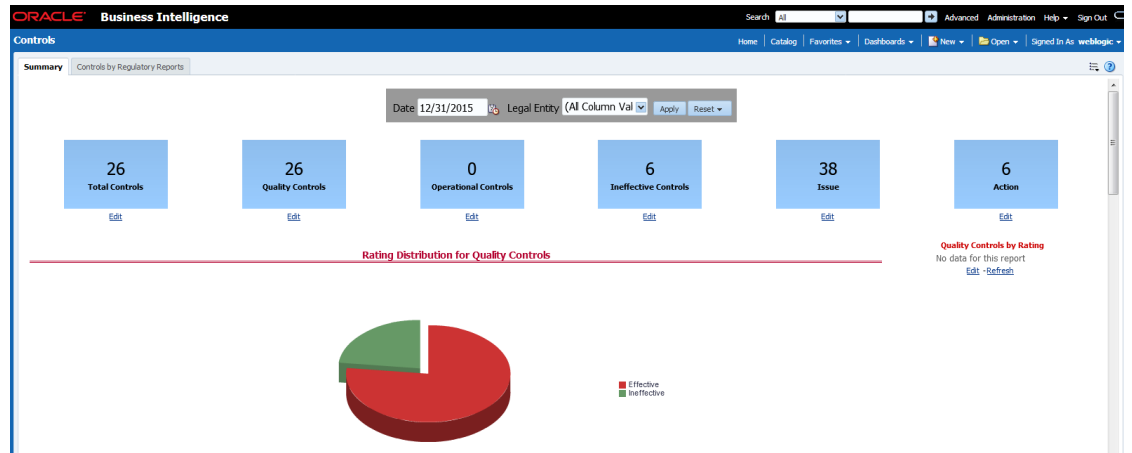 ORACLE Business Intelligence
Search All Advanced Administration Help Sign Out
Controls
Home Catalog Favorites Dashboards New Open Signed In As weblogic
Summary Controls by Regulatory Reports
Date 12/31/2015 Legal Entity (All Column Val Apply Reset
26 26 0 6 38 6
Total Controls Quality Controls Operational Controls Ineffective Controls Issue Action
Edit Edit Edit Edit Edit Edit
Rating Distribution for Quality Controls
Quality Controls by Rating
No data for this report
Edit - Refresh
Effective
Ineffective